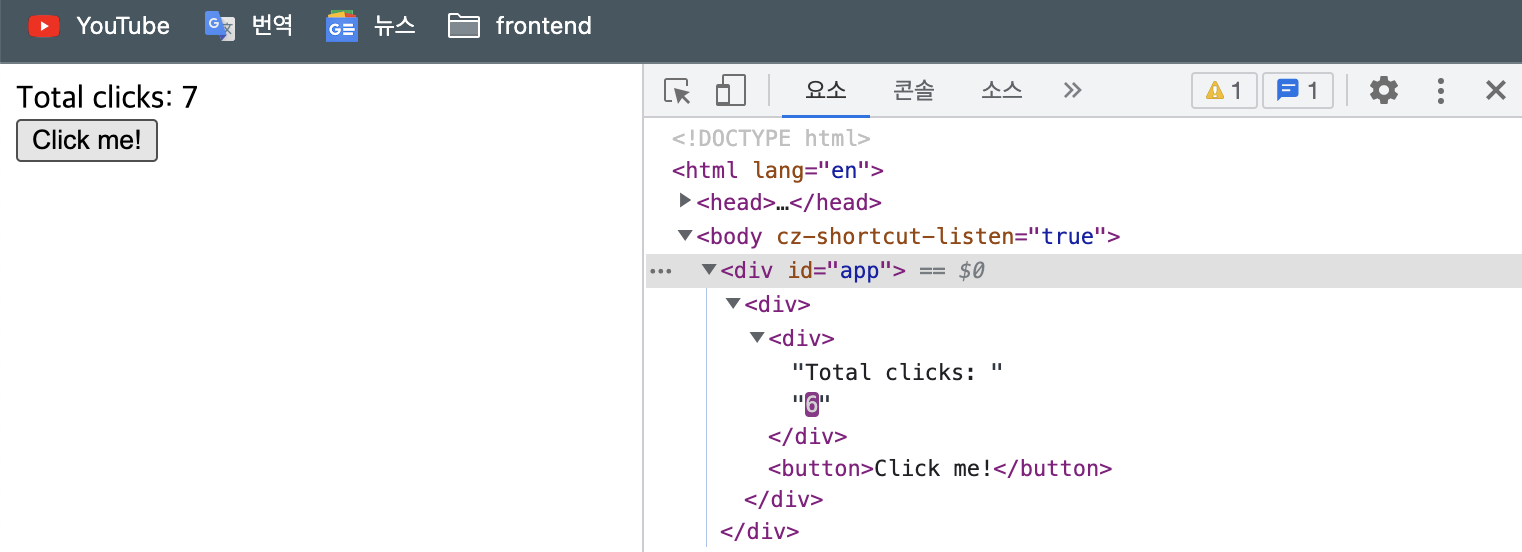 YouTube 번역 뉴스 frontend
Total clicks: 7
Click me!
요소 콘솔 소스 1 1
<!DOCTYPE html>
<html lang="en">
<head>…</head>
<body cz-shortcut-listen="true">
<div id="app"> == $0
<div>
<div>
"Total clicks: "
"6"
</div>
<button>Click me!</button>
</div>
</div>